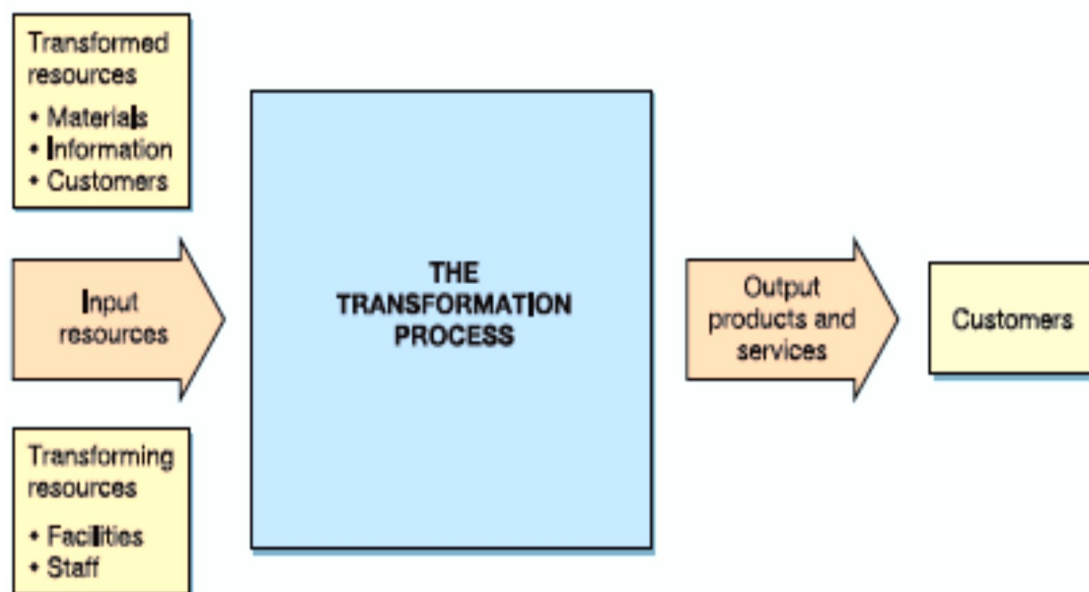 Transformed
resources
• Materials
• Information
• Customers
Input
resources
Transforming
resources
• Facilities
• Staff
THE
TRANSFORMATION
PROCESS
Output
products and
services
Customers